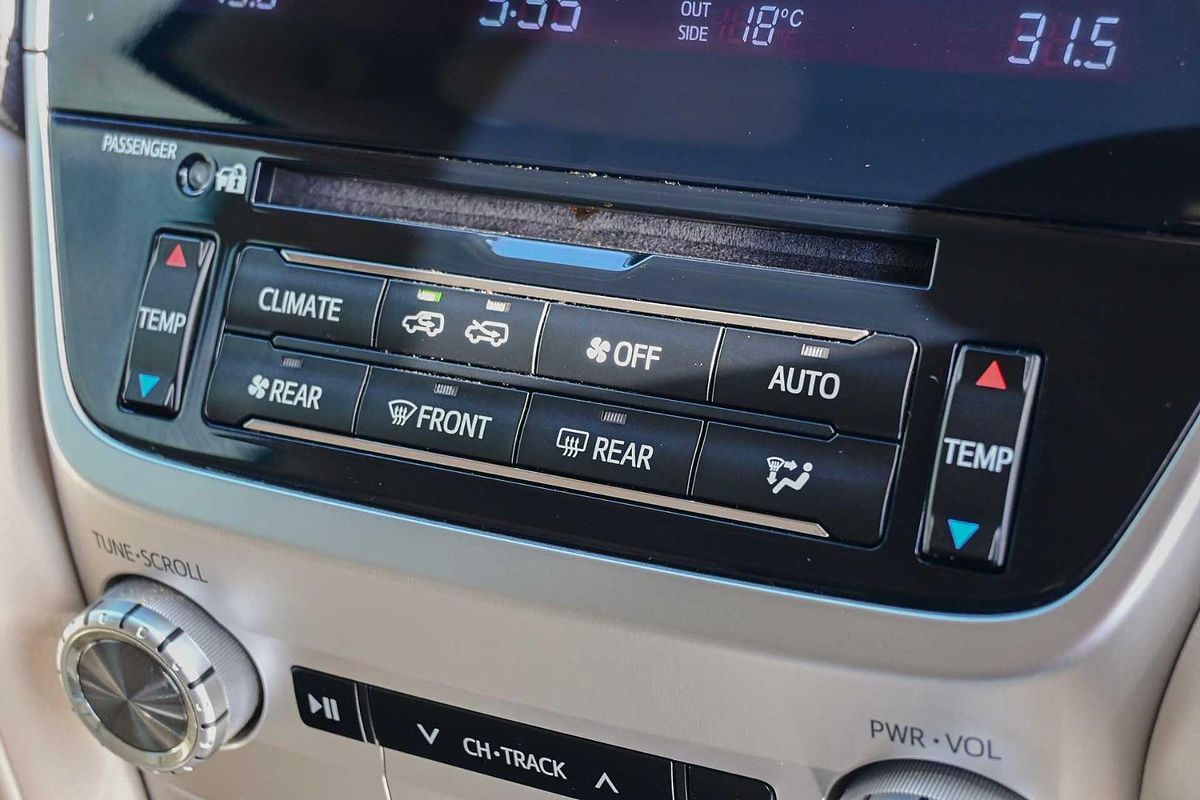 OUT
SIDE
18°C
31.5
PASSENGER
TEMP
CLIMATE
OFF
AUTO
REAR
FRONT
REAR
TEMP
TUNE·SCROLL
CH·TRACK
PWR·VOL